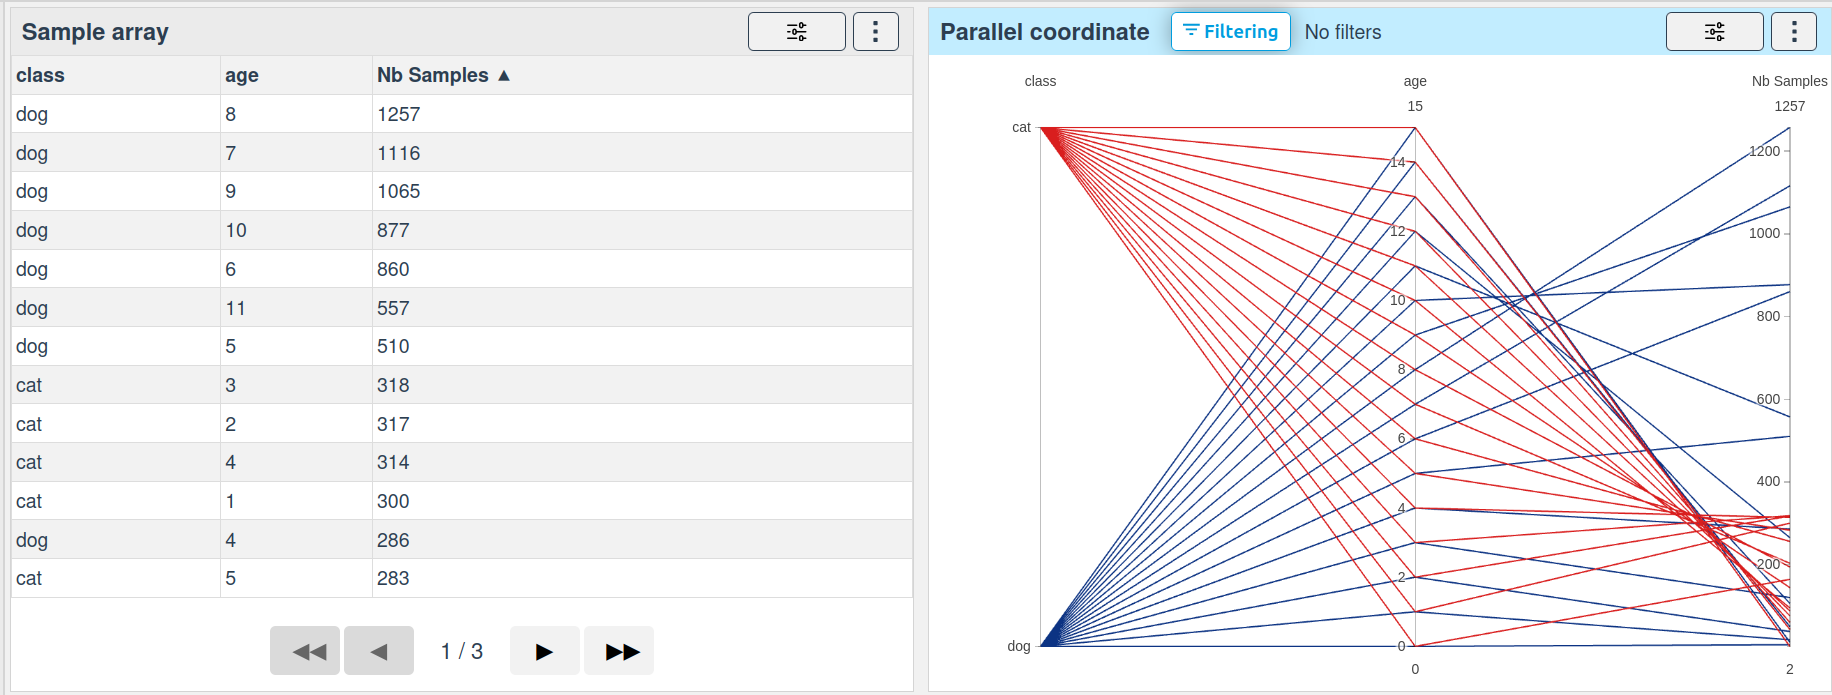 Sample array
class age Nb Samples ▲
dog 8 1257
dog 7 1116
dog 9 1065
dog 10 877
dog 6 860
dog 11 557
dog 5 510
cat 3 318
cat 2 317
cat 4 314
cat 1 300
dog 4 286
cat 5 283
1 / 3
Parallel coordinate Filtering No filters
class age Nb Samples
15 1257
cat
14
12
10
8
6
4
2
0
1200
1000
800
600
400
200
dog
0 2